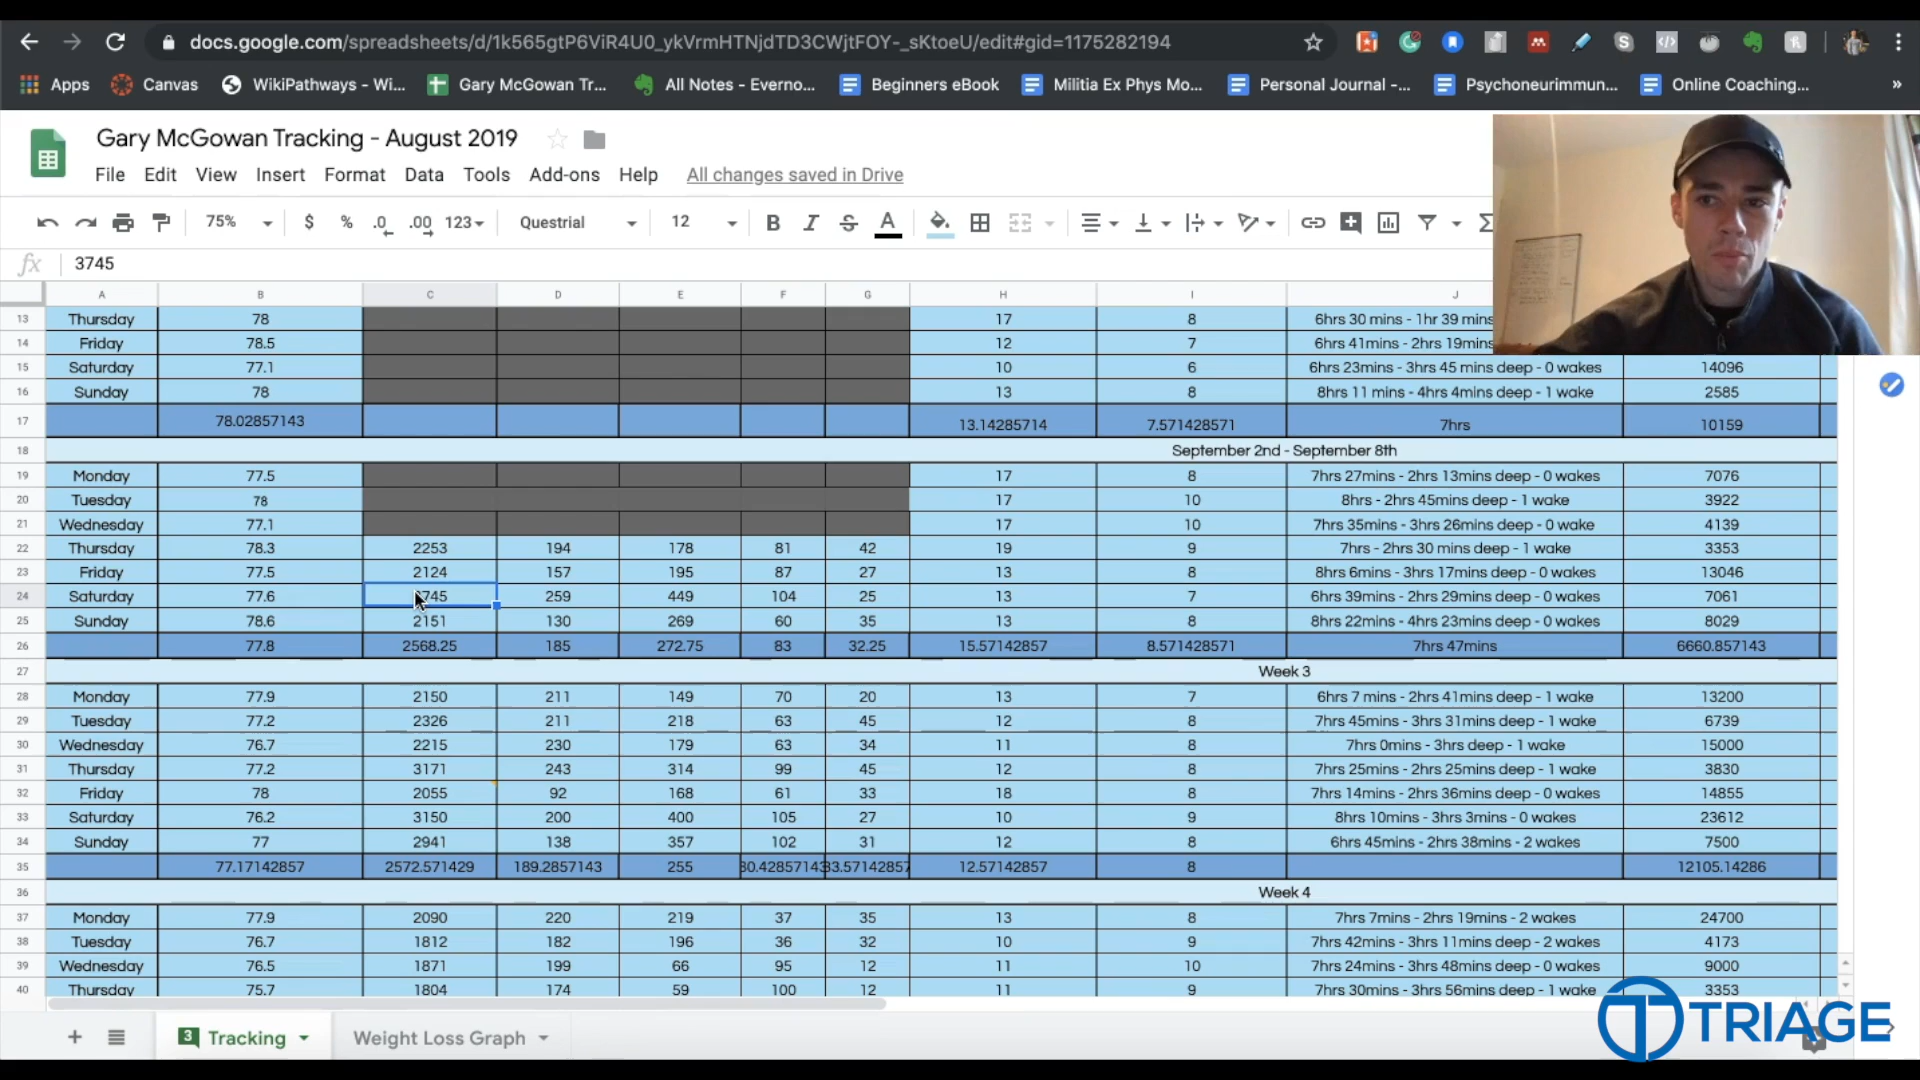 docs.google.com/spreadsheets/d/1k565gtP6ViR4U0_ykVrmHTNjdTD3CWjtFOY-_sKtoeU/edit#gid=1175282194
Apps Canvas WikiPathways - Wi... Gary McGowan Tr... All Notes - Everno... Beginners eBook Militia Ex Phys Mo... Personal Journal -... Psychoneurimmun... Online Coaching... »
Gary McGowan Tracking - August 2019
File Edit View Insert Format Data Tools Add-ons Help All changes saved in Drive
75% $ % .0 .00 123 Questrial 12 B I S A Σ
fx 3745
A B C D E F G H I J
13 Thursday 78 17 8 6hrs 30 mins - 1hr 39 mins
14 Friday 78.5 12 7 6hrs 41mins - 2hrs 19mins
15 Saturday 77.1 10 6 6hrs 23mins - 3hrs 45 mins deep - 0 wakes 14096
16 Sunday 78 13 8 8hrs 11 mins - 4hrs 4mins deep - 1 wake 2585
17 78.02857143 13.14285714 7.571428571 7hrs 10159
18 September 2nd - September 8th
19 Monday 77.5 17 8 7hrs 27mins - 2hrs 13mins deep - 0 wakes 7076
20 Tuesday 78 17 10 8hrs - 2hrs 45mins deep - 1 wake 3922
21 Wednesday 77.1 17 10 7hrs 35mins - 3hrs 26mins deep - 0 wake 4139
22 Thursday 78.3 2253 194 178 81 42 19 9 7hrs - 2hrs 30 mins deep - 1 wake 3353
23 Friday 77.5 2124 157 195 87 27 13 8 8hrs 6mins - 3hrs 17mins deep - 0 wakes 13046
24 Saturday 77.6 745 259 449 104 25 13 7 6hrs 39mins - 2hrs 29mins deep - 0 wakes 7061
25 Sunday 78.6 2151 130 269 60 35 13 8 8hrs 22mins - 4hrs 23mins deep - 0 wakes 8029
26 77.8 2568.25 185 272.75 83 32.25 15.57142857 8.571428571 7hr 47mins 6660.857143
27 Week 3
28 Monday 77.9 2150 211 149 70 20 13 7 6hrs 7 mins - 2hrs 41mins deep - 1 wake 13200
29 Tuesday 77.2 2326 211 218 63 45 12 8 7hrs 45mins - 3hrs 31mins deep - 1 wake 6739
30 Wednesday 76.7 2215 230 179 63 34 11 8 7hrs 0mins - 3hrs deep - 1 wake 15000
31 Thursday 77.2 3171 243 314 99 45 12 8 7hrs 25mins - 2hrs 25mins deep - 1 wake 3830
32 Friday 78 2055 92 168 61 33 18 8 7hrs 14mins - 2hrs 36mins deep - 0 wakes 14855
33 Saturday 76.2 3150 200 400 105 27 10 9 8hrs 10mins - 3hrs 3mins - 0 wakes 23612
34 Sunday 77 2941 138 357 102 31 12 8 6hrs 45mins - 2hrs 38mins - 2 wakes 7500
35 77.17142857 2572.571429 189.2857143 255 12.57142857 8 12105.14286
36 Week 4
37 Monday 77.9 2090 220 219 37 35 13 8 7hrs 7mins - 2hrs 19mins - 2 wakes 24700
38 Tuesday 76.7 1812 182 196 36 32 10 9 7hrs 42mins - 3hrs 11mins deep - 2 wakes 4173
39 Wednesday 76.5 1871 199 66 95 12 11 10 7hrs 24mins - 3hrs 48mins deep - 0 wakes 9000
40 Thursday 75.7 1804 174 59 100 12 11 9 7hrs 30mins - 3hrs 56mins deep - 1 wakes 3353
3 Tracking Weight Loss Graph
TRIAGE